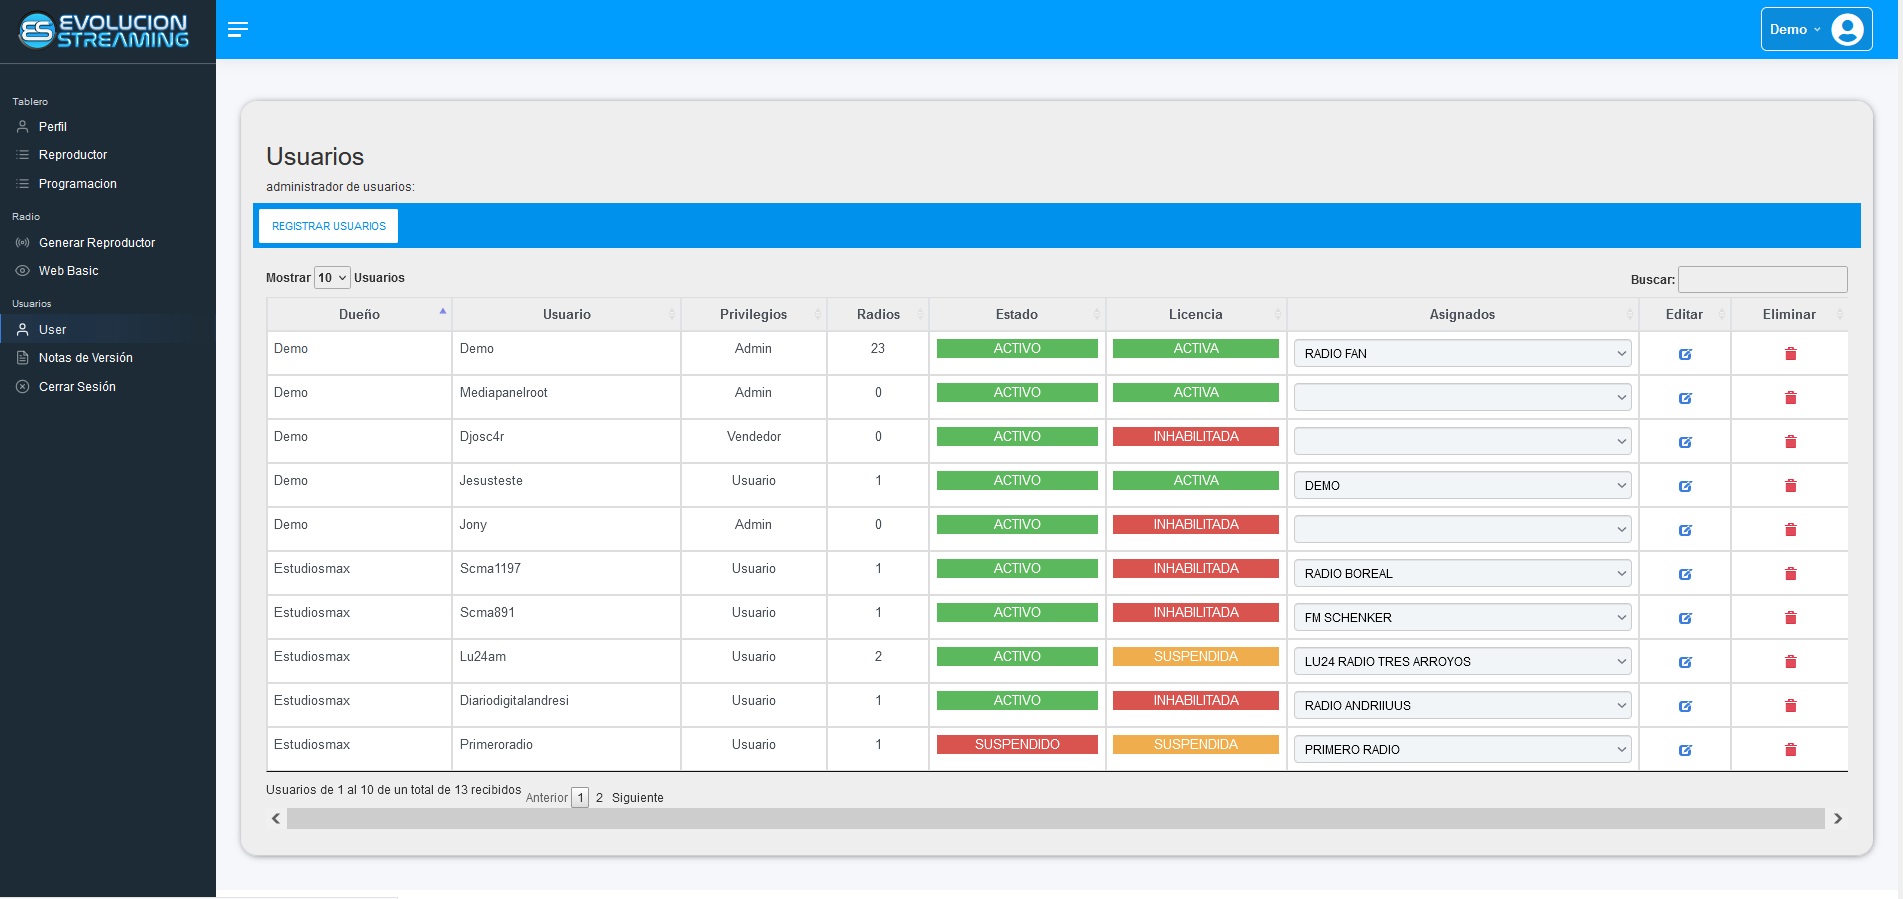 EVOLUCION
STREAMING
Demo
Tablero
Perfil
Reproductor
Programacion
Radio
Generar Reproductor
Web Basic
Usuarios
User
Notas de Versión
Cerrar Sesión
Usuarios
administrador de usuarios:
REGISTRAR USUARIOS
Mostrar 10 Usuarios
Buscar:
Dueño Usuario Privilegios Radios Estado Licencia Asignados Editar Eliminar
Demo Demo Admin 23 ACTIVO ACTIVA RADIO FAN
Demo Mediapanelroot Admin 0 ACTIVO ACTIVA
Demo Djosc4r Vendedor 0 ACTIVO INHABILITADA
Demo Jesusteste Usuario 1 ACTIVO ACTIVA DEMO
Demo Jony Admin 0 ACTIVO INHABILITADA
Estudiosmax Scma1197 Usuario 1 ACTIVO INHABILITADA RADIO BOREAL
Estudiosmax Scma891 Usuario 1 ACTIVO INHABILITADA FM SCHENKER
Estudiosmax Lu24am Usuario 2 ACTIVO SUSPENDIDA LU24 RADIO TRES ARROYOS
Estudiosmax Diariodigitalandresi Usuario 1 ACTIVO INHABILITADA RADIO ANDRIIUUS
Estudiosmax Primeroradio Usuario 1 SUSPENDIDO SUSPENDIDA PRIMERO RADIO
Usuarios de 1 al 10 de un total de 13 recibidos
Anterior 1 2 Siguiente